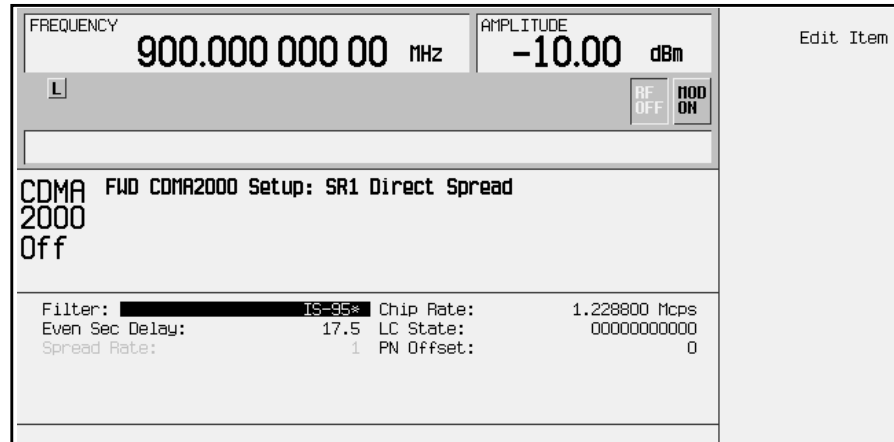 FREQUENCY
900.000 000 00 MHz
AMPLITUDE
-10.00 dBm
Edit Item
L
RF OFF
MOD ON
CDMA 2000 Off
FWD CDMA2000 Setup: SR1 Direct Spread
Filter: IS-95* Chip Rate: 1.228800 Mcps
Even Sec Delay: 17.5 LC State: 00000000000
Spread Rate: 1 PN Offset: 0